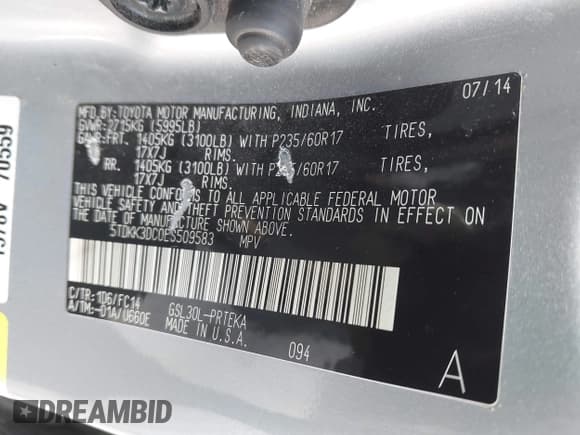 MFD.BY:TOYOTA MOTOR MANUFACTURING, INDIANA, INC. 07/14
GVWR:2715KG (5995LB)
GAWR:FRT. 1405KG (3100LB) WITH P235/60R17 TIRES,
17X7J RIMS.
RR. 1405KG (3100LB) WITH P235/60R17 TIRES,
17X7J RIMS.
THIS VEHICLE CONFORMS TO ALL APPLICABLE FEDERAL MOTOR
VEHICLE SAFETY AND THEFT PREVENTION STANDARDS IN EFFECT ON
THE DATE OF MANUFACTURE SHOWN ABOVE.
5TDKK3DC0ES509583 MPV
C/TR:1D6/FC14
A/TM:-01A/U660E
GSL30L-PRTEKA
MADE IN U.S.A.
094
A
70559
DREAMBID